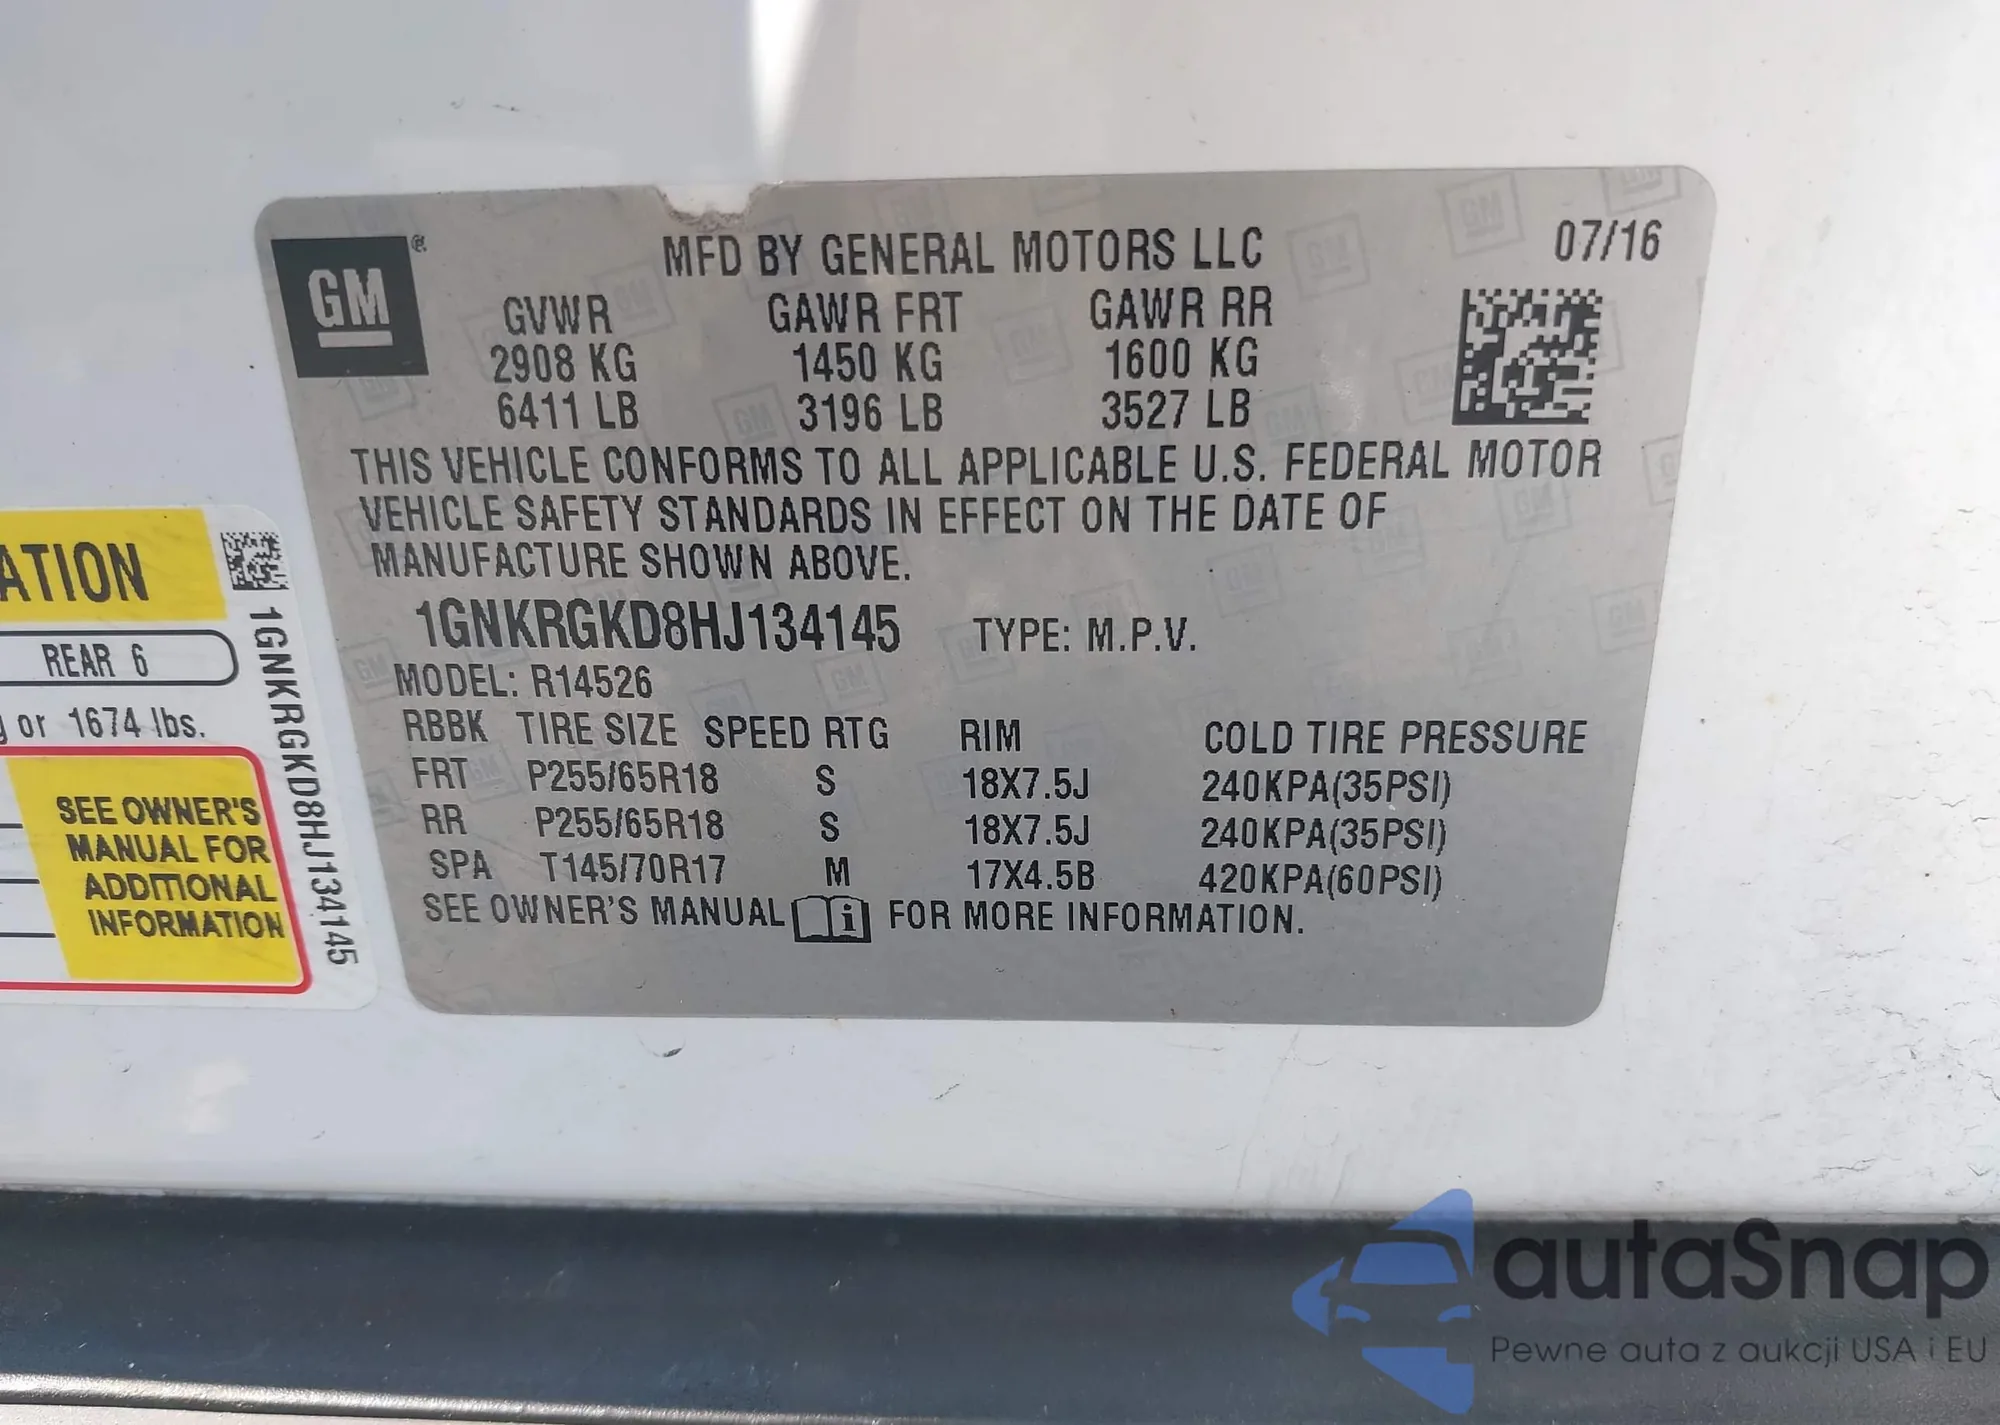 GM
MFD BY GENERAL MOTORS LLC
07/16
GVWR GAWR FRT GAWR RR
2908 KG 1450 KG 1600 KG
6411 LB 3196 LB 3527 LB
THIS VEHICLE CONFORMS TO ALL APPLICABLE U.S. FEDERAL MOTOR
VEHICLE SAFETY STANDARDS IN EFFECT ON THE DATE OF
MANUFACTURE SHOWN ABOVE.
1GNKRGKD8HJ134145 TYPE: M.P.V.
MODEL: R14526
RBBK TIRE SIZE SPEED RTG RIM COLD TIRE PRESSURE
FRT P255/65R18 S 18X7.5J 240KPA(35PSI)
RR P255/65R18 S 18X7.5J 240KPA(35PSI)
SPA T145/70R17 M 17X4.5B 420KPA(60PSI)
SEE OWNER'S MANUAL i FOR MORE INFORMATION.
ATION
REAR 6
g or 1674 lbs.
SEE OWNER'S
MANUAL FOR
ADDITIONAL
INFORMATION
1GNKRGKD8HJ134145
autaSnap
Pewne auta z aukcji USA i EU